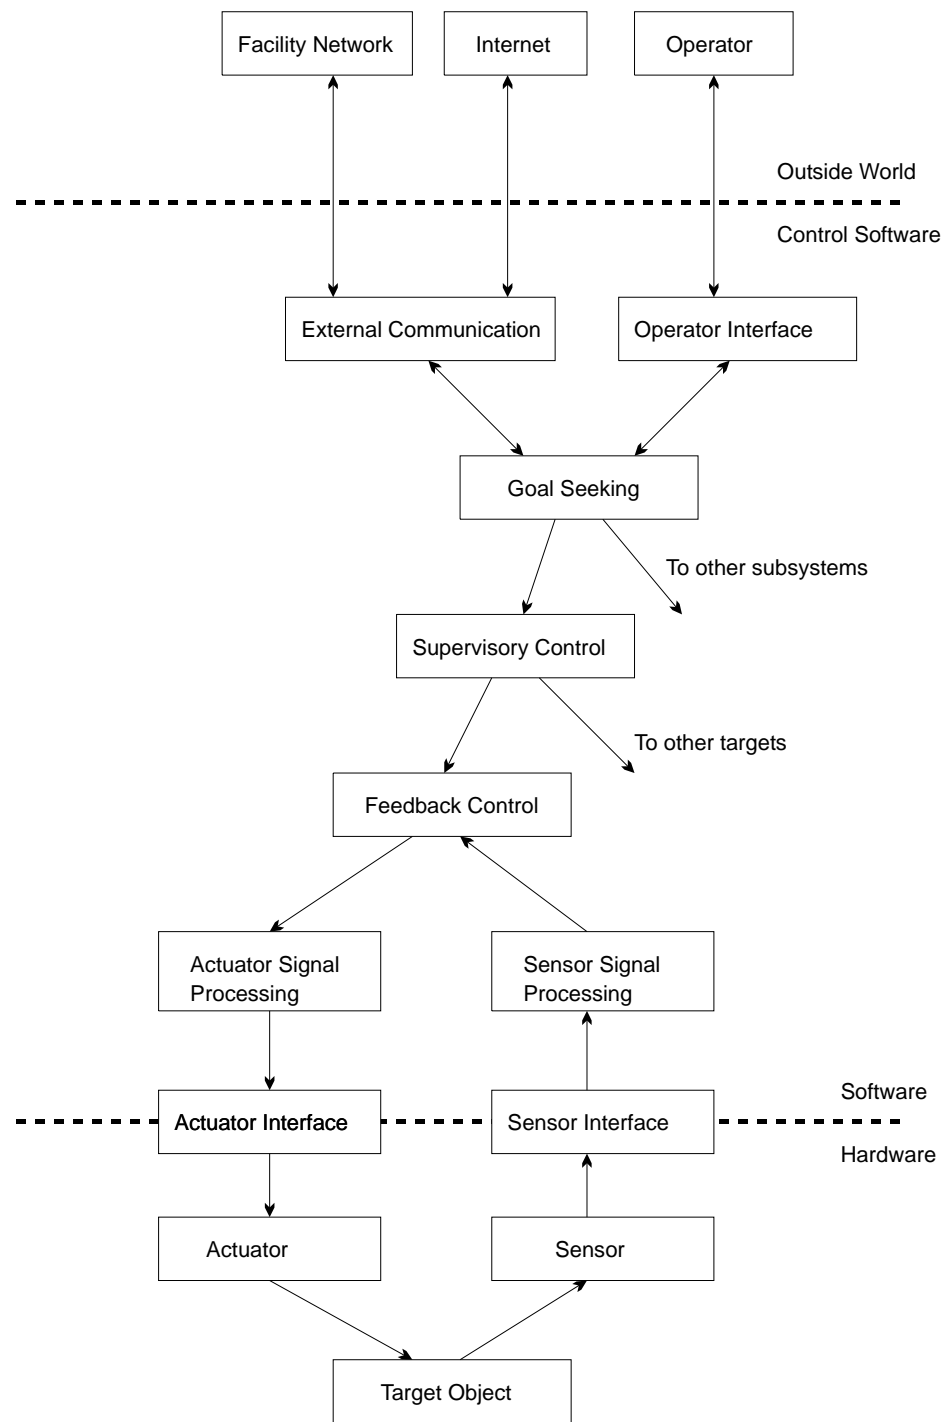 Facility Network
Internet
Operator
Outside World
Control Software
External Communication
Operator Interface
Goal Seeking
To other subsystems
Supervisory Control
To other targets
Feedback Control
Actuator Signal
Processing
Sensor Signal
Processing
Software
Actuator Interface
Sensor Interface
Hardware
Actuator
Sensor
Target Object